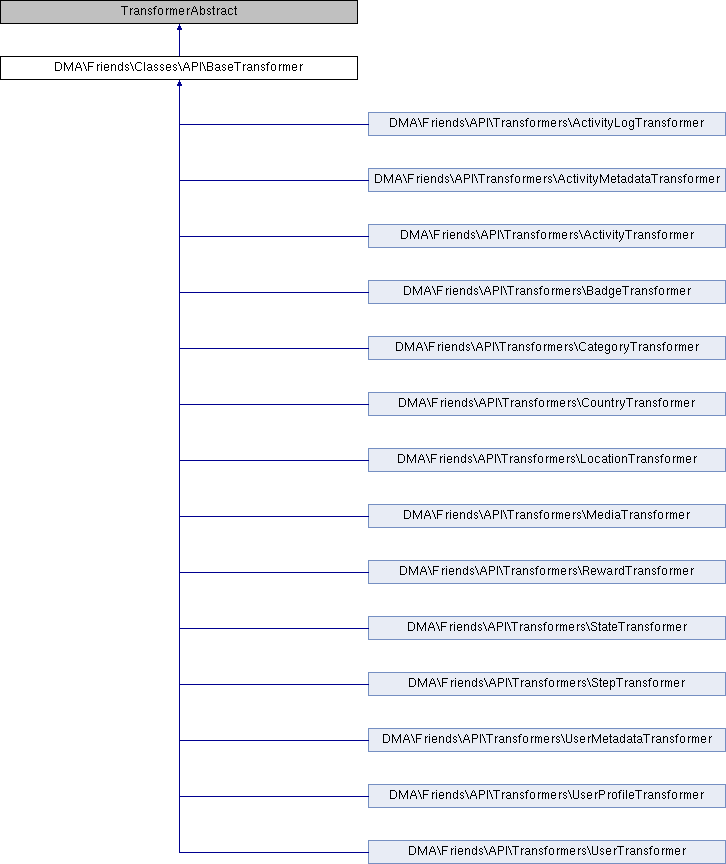 TransformerAbstract
DMA\Friends\Classes\API\BaseTransformer
DMA\Friends\API\Transformers\ActivityLogTransformer
DMA\Friends\API\Transformers\ActivityMetadataTransformer
DMA\Friends\API\Transformers\ActivityTransformer
DMA\Friends\API\Transformers\BadgeTransformer
DMA\Friends\API\Transformers\CategoryTransformer
DMA\Friends\API\Transformers\CountryTransformer
DMA\Friends\API\Transformers\LocationTransformer
DMA\Friends\API\Transformers\MediaTransformer
DMA\Friends\API\Transformers\RewardTransformer
DMA\Friends\API\Transformers\StateTransformer
DMA\Friends\API\Transformers\StepTransformer
DMA\Friends\API\Transformers\UserMetadataTransformer
DMA\Friends\API\Transformers\UserProfileTransformer
DMA\Friends\API\Transformers\UserTransformer